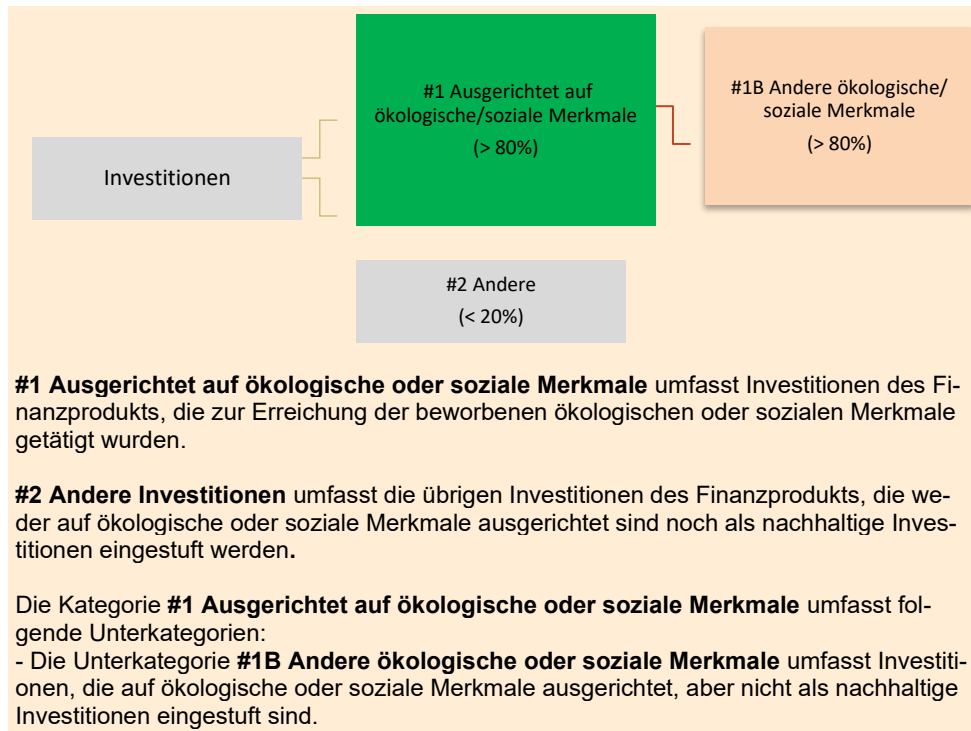 #1 Ausgerichtet auf
ökologische/soziale Merkmale
(> 80%)
#1B Andere ökologische/
soziale Merkmale
(> 80%)
Investitionen
#2 Andere
(< 20%)
#1 Ausgerichtet auf ökologische oder soziale Merkmale umfasst Investitionen des Fi-
nanzprodukts, die zur Erreichung der beworbenen ökologischen oder sozialen Merkmale
getätigt wurden.
#2 Andere Investitionen umfasst die übrigen Investitionen des Finanzprodukts, die we-
der auf ökologische oder soziale Merkmale ausgerichtet sind noch als nachhaltige Inves-
titionen eingestuft werden.
Die Kategorie #1 Ausgerichtet auf ökologische oder soziale Merkmale umfasst fol-
gende Unterkategorien:
- Die Unterkategorie #1B Andere ökologische oder soziale Merkmale umfasst Investiti-
onen, die auf ökologische oder soziale Merkmale ausgerichtet, aber nicht als nachhaltige
Investitionen eingestuft sind.